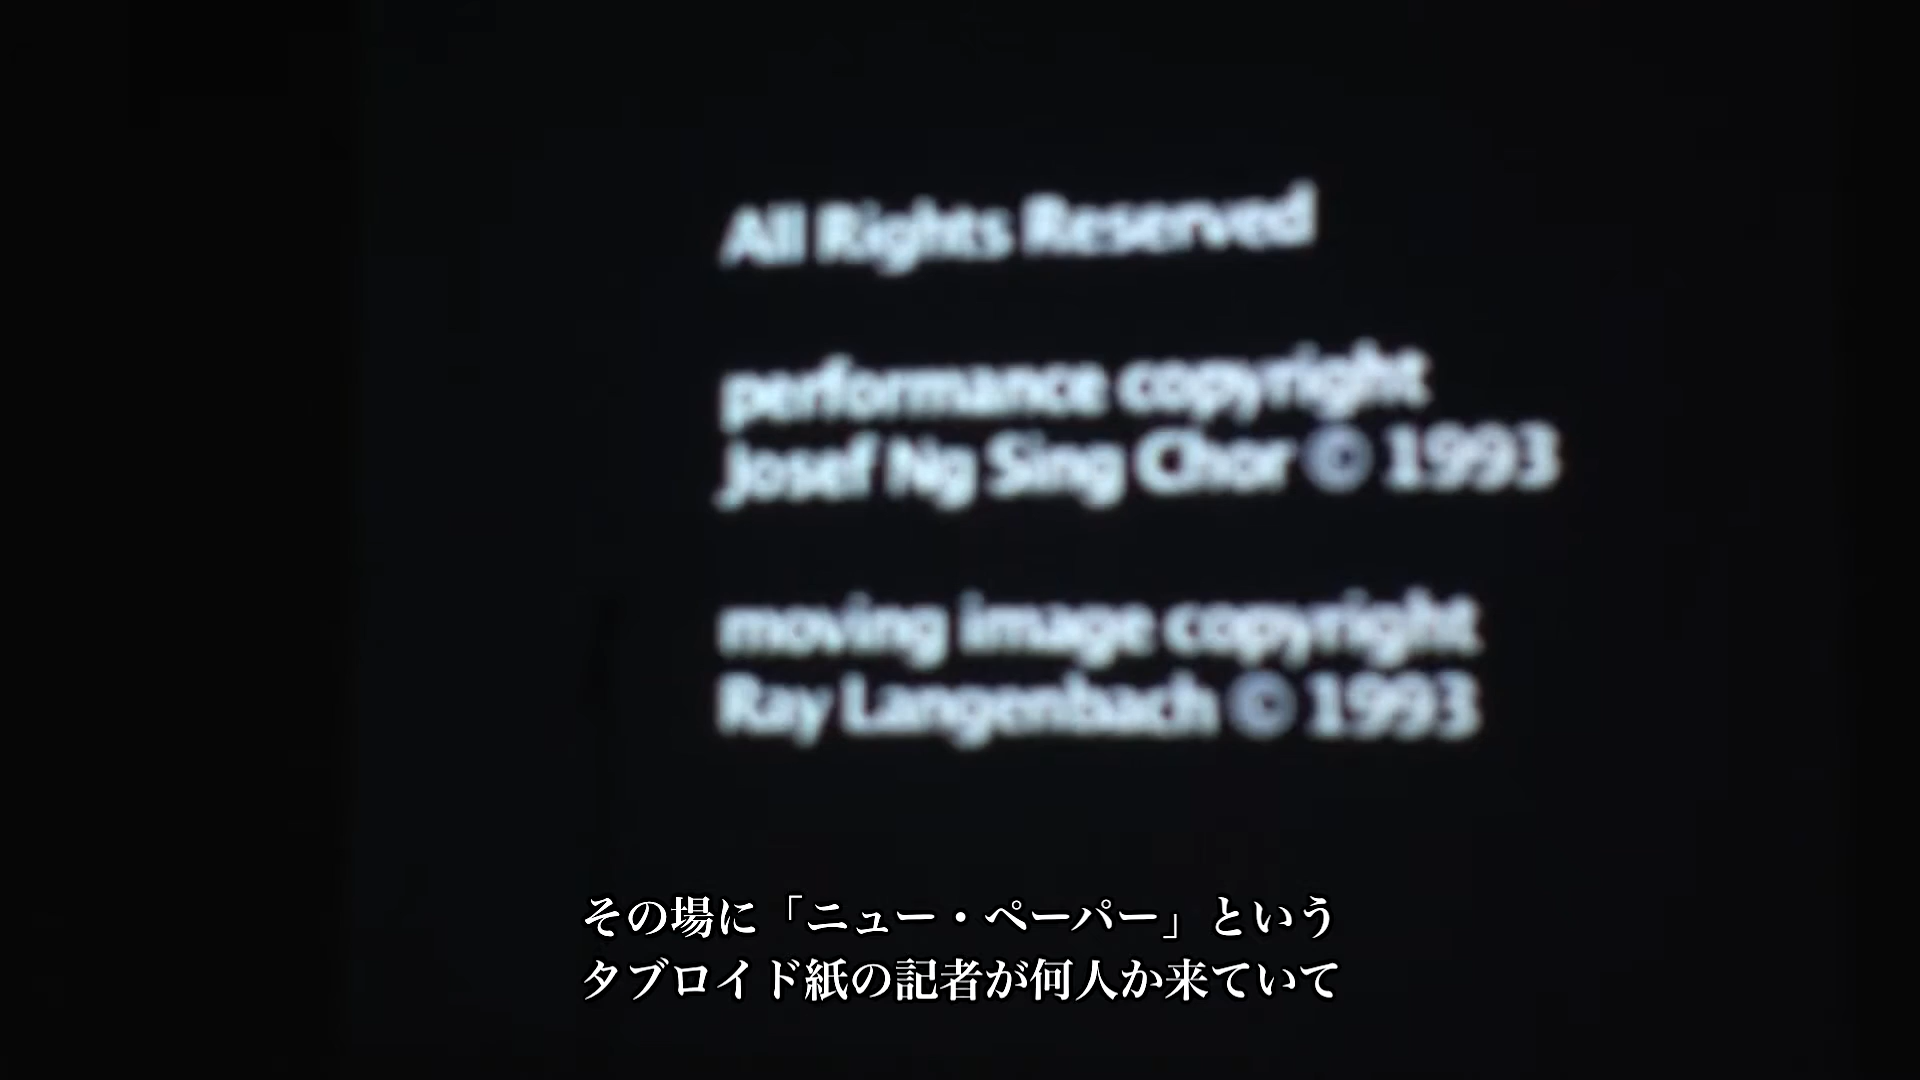 All Rights Reserved
performance copyright
Josef Ng Sing Chor © 1993
moving image copyright
Ray Langenbach © 1993
その場に「ニュー・ペーパー」という
タブロイド紙の記者が何人か来ていて